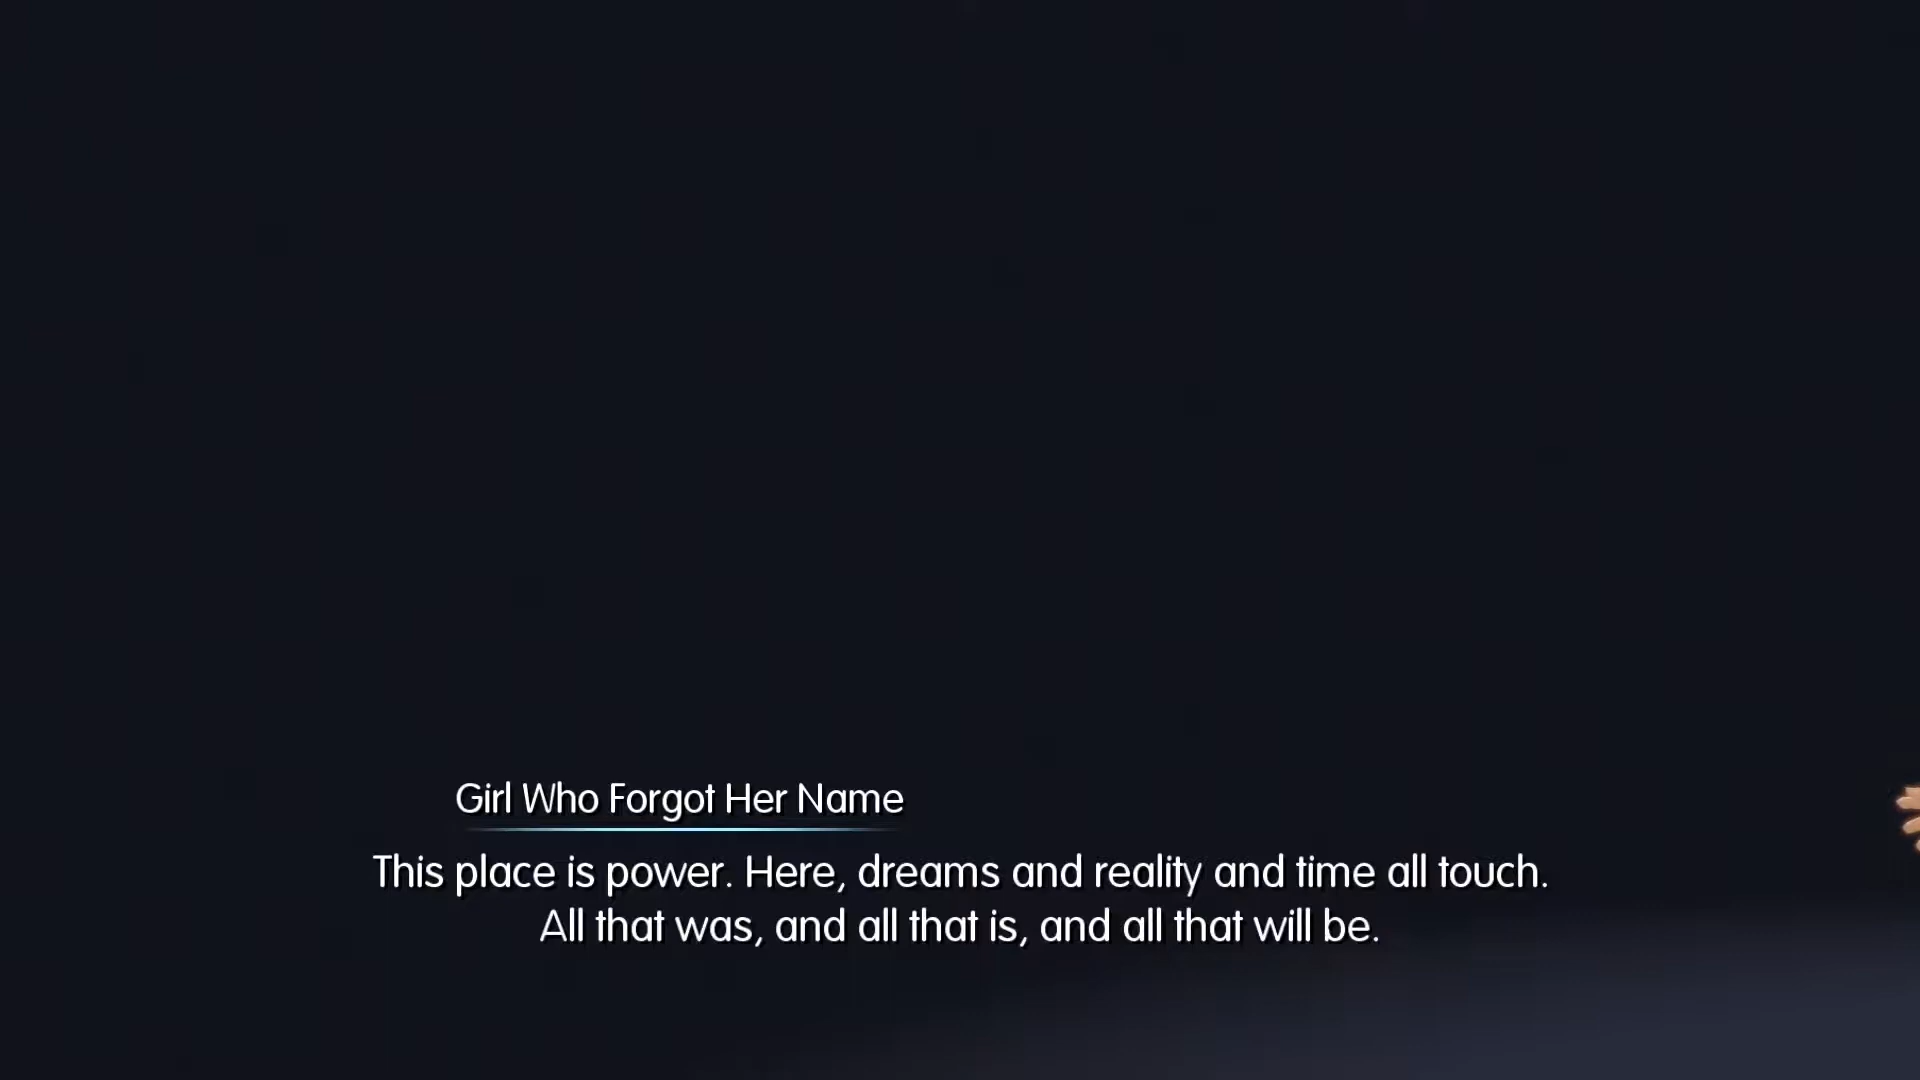 Girl Who Forgot Her Name
This place is power. Here, dreams and reality and time all touch.
All that was, and all that is, and all that will be.